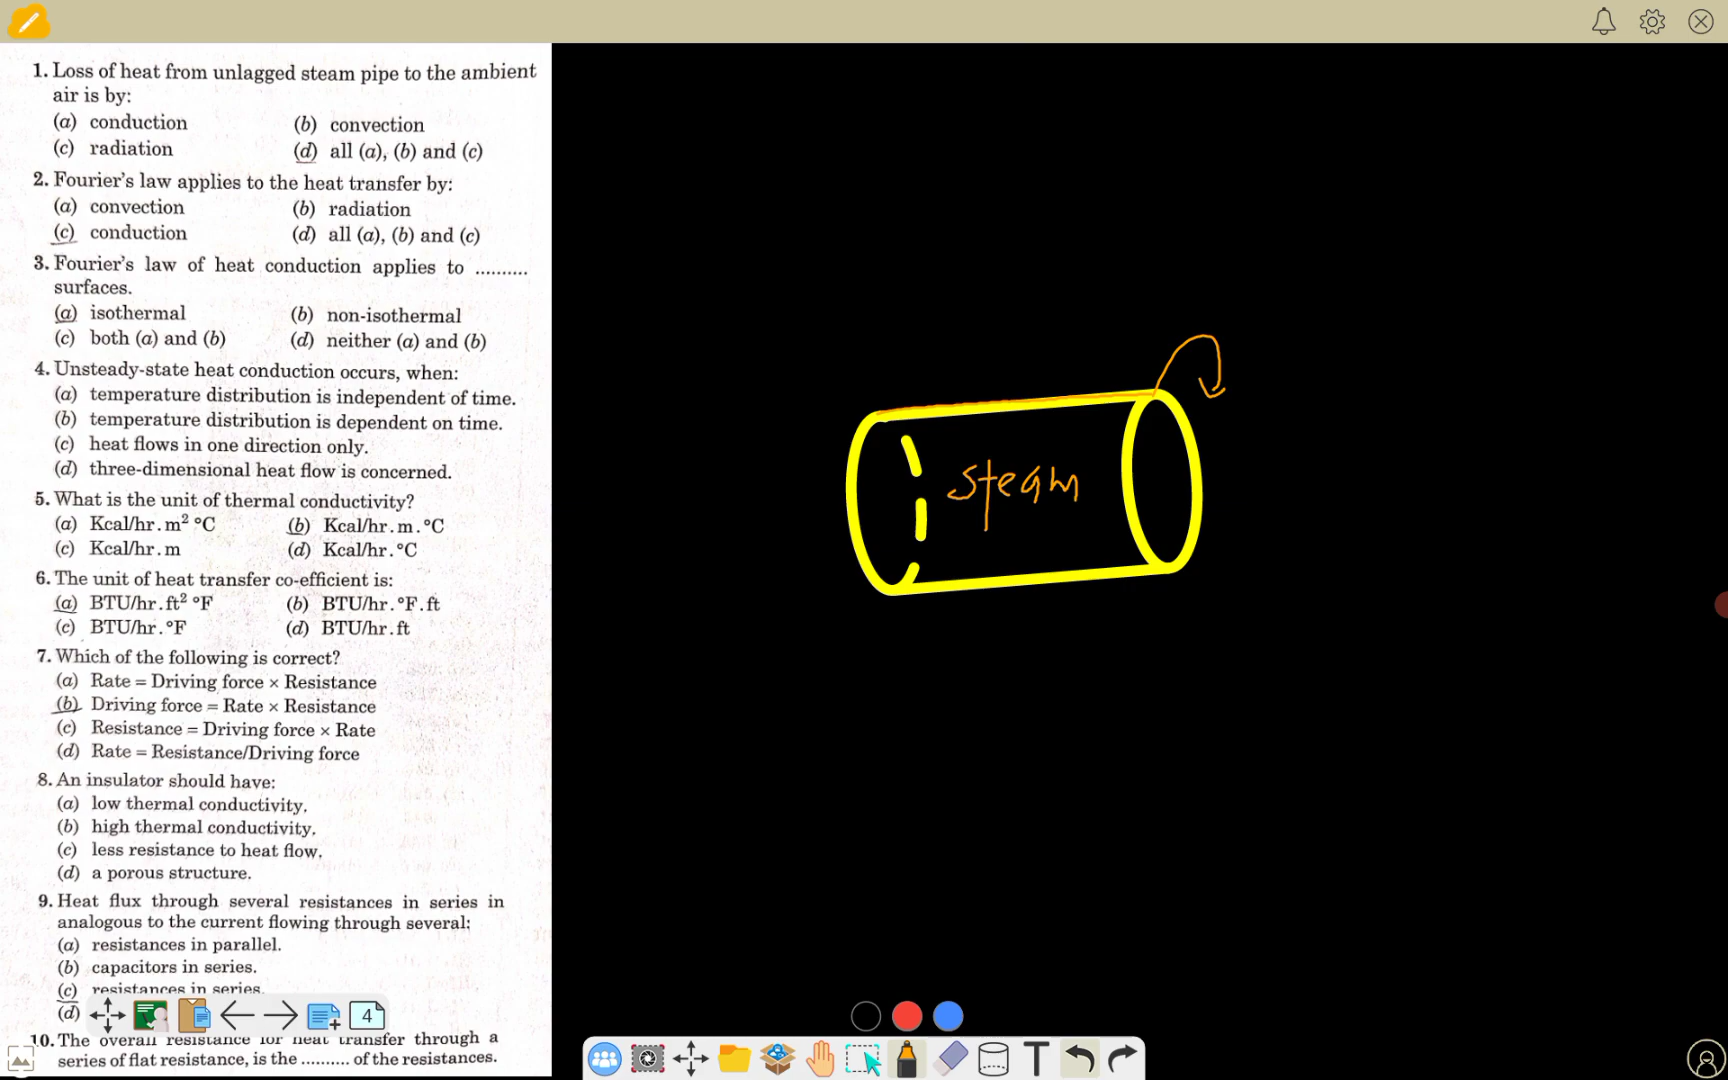 1. Loss of heat from unlagged steam pipe to the ambient
air is by:
(a) conduction (b) convection
(c) radiation (d) all (a), (b) and (c)
2. Fourier's law applies to the heat transfer by:
(a) convection (b) radiation
(c) conduction (d) all (a), (b) and (c)
3. Fourier's law of heat conduction applies to ..........
surfaces.
(a) isothermal (b) non-isothermal
(c) both (a) and (b) (d) neither (a) and (b)
4. Unsteady-state heat conduction occurs, when:
(a) temperature distribution is independent of time.
(b) temperature distribution is dependent on time.
(c) heat flows in one direction only.
(d) three-dimensional heat flow is concerned.
5. What is the unit of thermal conductivity?
(a) Kcal/hr.m² °C (b) Kcal/hr.m.°C
(c) Kcal/hr.m (d) Kcal/hr.°C
6. The unit of heat transfer co-efficient is:
(a) BTU/hr.ft² °F (b) BTU/hr.°F.ft
(c) BTU/hr.°F (d) BTU/hr.ft
7. Which of the following is correct?
(a) Rate = Driving force × Resistance
(b) Driving force = Rate × Resistance
(c) Resistance = Driving force × Rate
(d) Rate = Resistance/Driving force
8. An insulator should have:
(a) low thermal conductivity.
(b) high thermal conductivity.
(c) less resistance to heat flow.
(d) a porous structure.
9. Heat flux through several resistances in series in
analogous to the current flowing through several:
(a) resistances in parallel.
(b) capacitors in series.
(c) resistances in series.
(d)
10. The overall resistance for heat transfer through a
series of flat resistance, is the .......... of the resistances.
steam
4
T